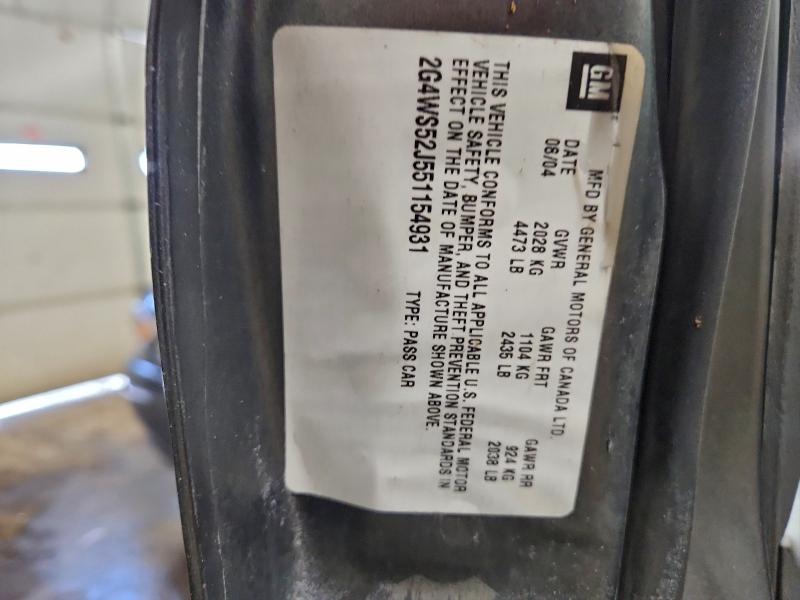 GM
MFD BY GENERAL MOTORS OF CANADA LTD.
DATE GVWR GAWR FRT GAWR RR
08/04 2028 KG 1104 KG 924 KG
4473 LB 2435 LB 2038 LB
THIS VEHICLE CONFORMS TO ALL APPLICABLE U.S. FEDERAL MOTOR
VEHICLE SAFETY, BUMPER, AND THEFT PREVENTION STANDARDS IN
EFFECT ON THE DATE OF MANUFACTURE SHOWN ABOVE.
2G4WS52J551154931 TYPE: PASS CAR